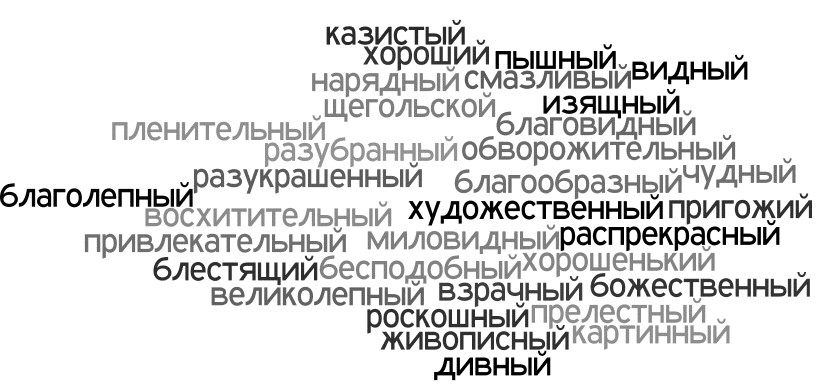 казистый
хороший пышный
нарядный смазливый видный
щегольской изящный
пленительный благовидный
разубранный обворожительный
разукрашенный благообразный чудный
благолепный
восхитительный художественный пригожий
привлекательный миловидный распрекрасный
блестящий бесподобный хорошенький
великолепный взрачный божественный
роскошный прелестный
живописный картинный
дивный